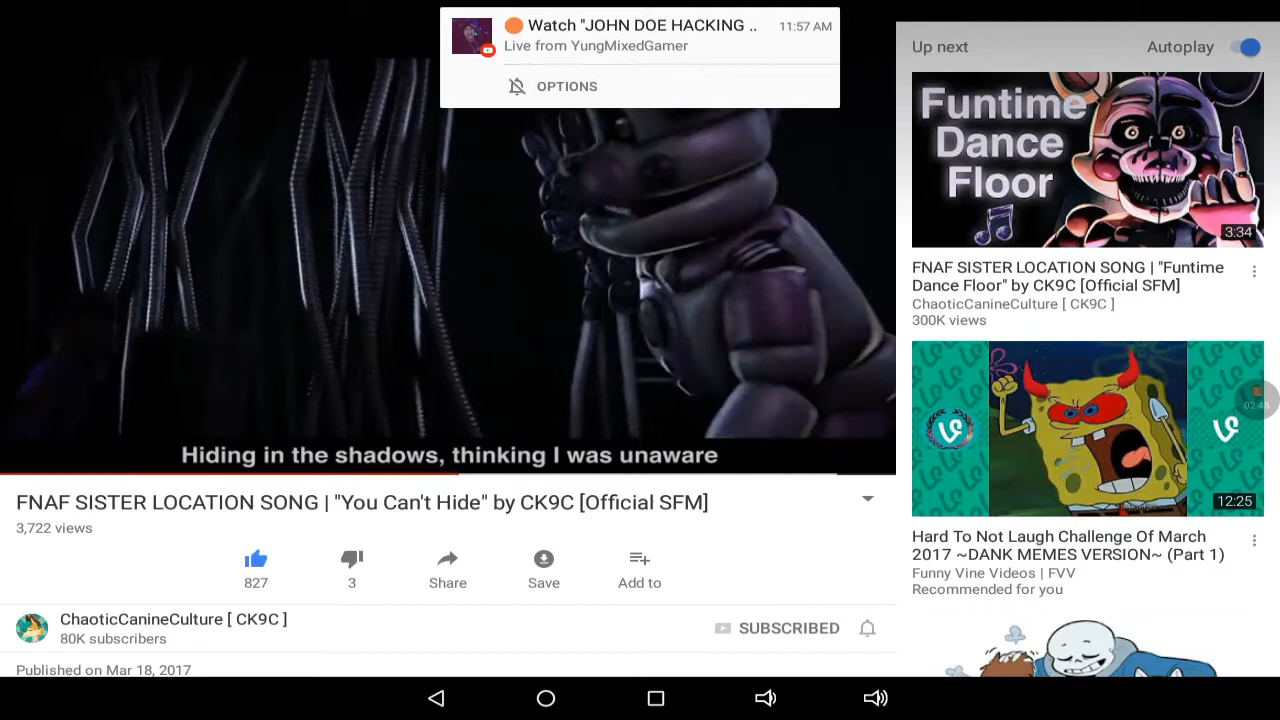 Watch "JOHN DOE HACKING ..
11:57 AM
Live from YungMixedGamer
OPTIONS
Hiding in the shadows, thinking I was unaware
FNAF SISTER LOCATION SONG | "You Can't Hide" by CK9C [Official SFM]
3,722 views
827
3
Share
Save
Add to
ChaoticCanineCulture [ CK9C ]
80K subscribers
SUBSCRIBED
Published on Mar 18, 2017
Up next
Autoplay
Funtime
Dance
Floor
3:34
FNAF SISTER LOCATION SONG | "Funtime
Dance Floor" by CK9C [Official SFM]
ChaoticCanineCulture [ CK9C ]
300K views
02:45
12:25
Hard To Not Laugh Challenge Of March
2017 ~DANK MEMES VERSION~ (Part 1)
Funny Vine Videos | FVV
Recommended for you